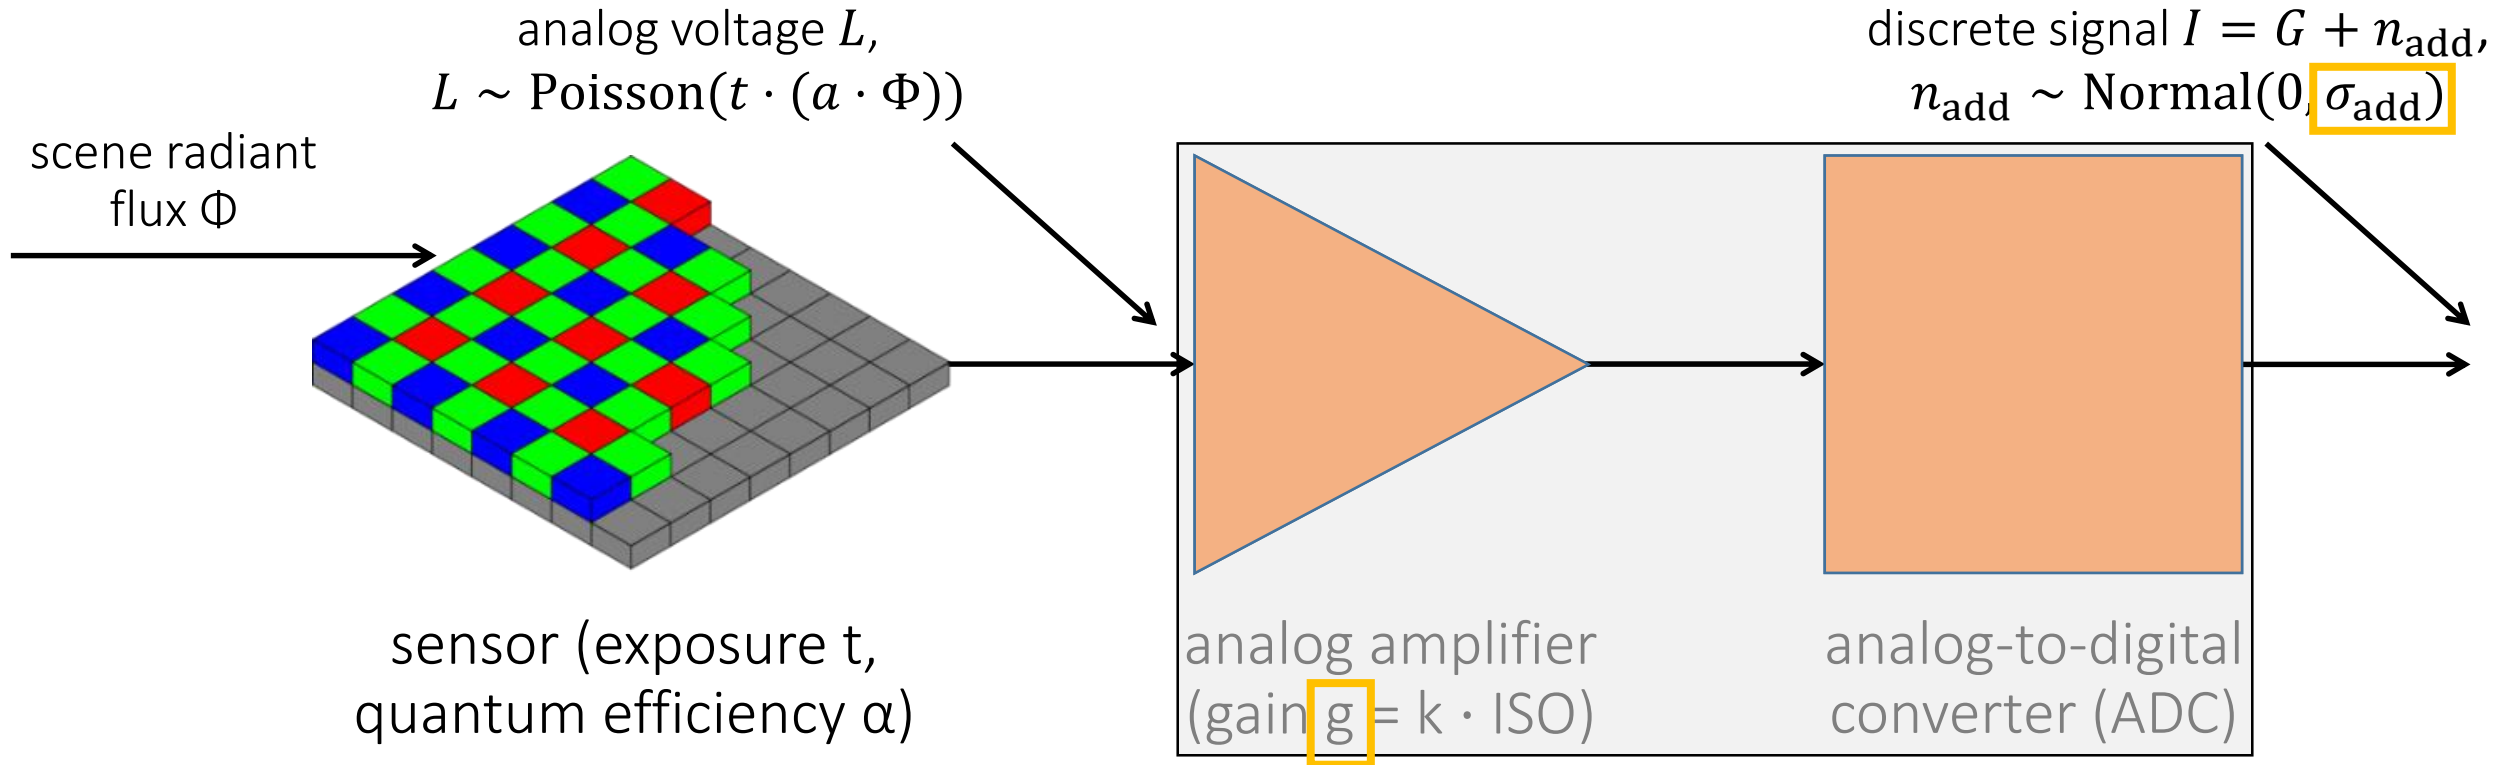 scene radiant
flux Φ
analog voltage L,
L ~ Poisson(t · (a · Φ))
discrete signal I = G + n_add,
n_add ~ Normal(0, σ_add)
sensor (exposure t,
quantum efficiency α)
analog amplifier
(gain g = k · ISO)
analog-to-digital
converter (ADC)